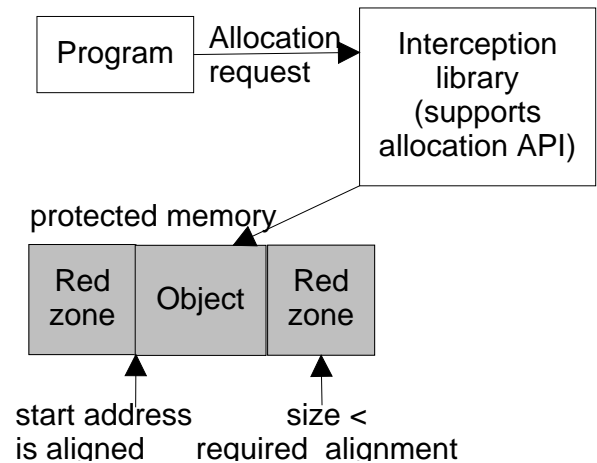 Program
Allocation
request
Interception
library
(supports
allocation API)
protected memory
Red
zone
Object
Red
zone
start address
is aligned
size <
required alignment